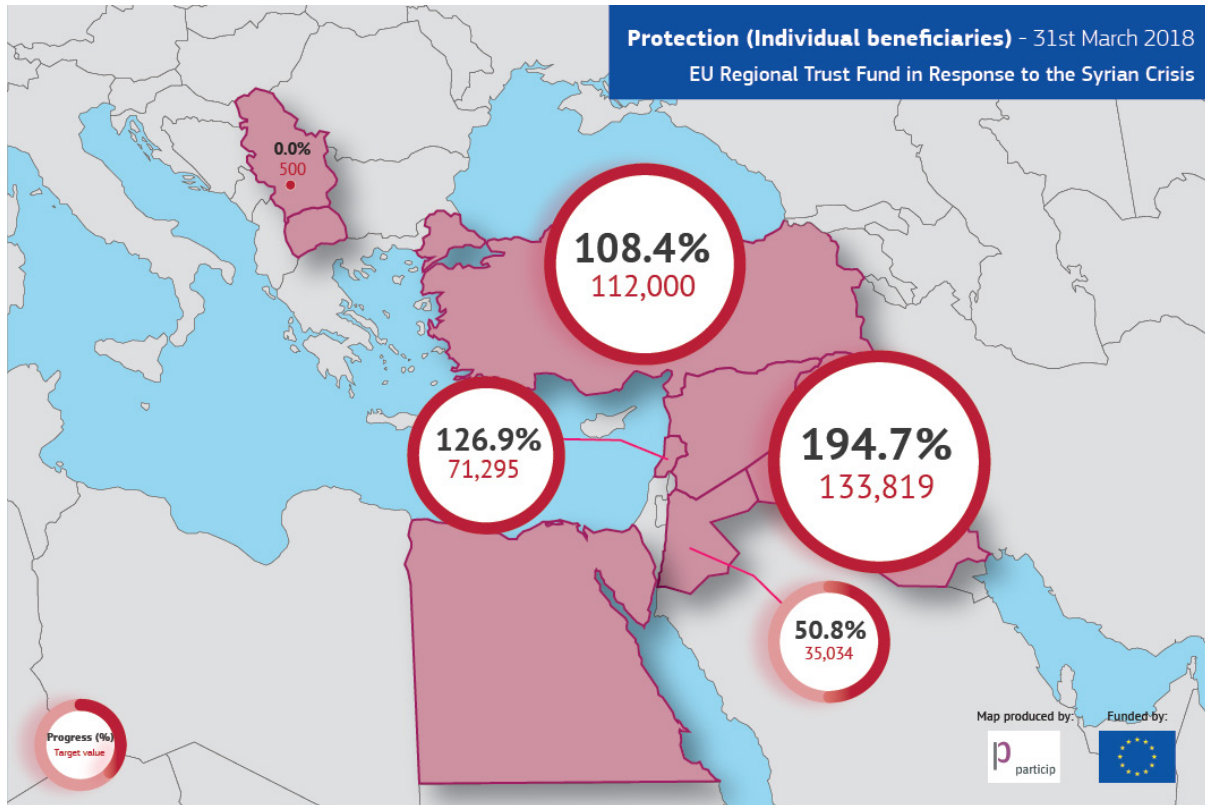 Protection (Individual beneficiaries) - 31st March 2018
EU Regional Trust Fund in Response to the Syrian Crisis
0.0%
500
108.4%
112,000
126.9%
71,295
194.7%
133,819
50.8%
35,034
Progress (%)
Target value
Map produced by:
Funded by:
p
particip